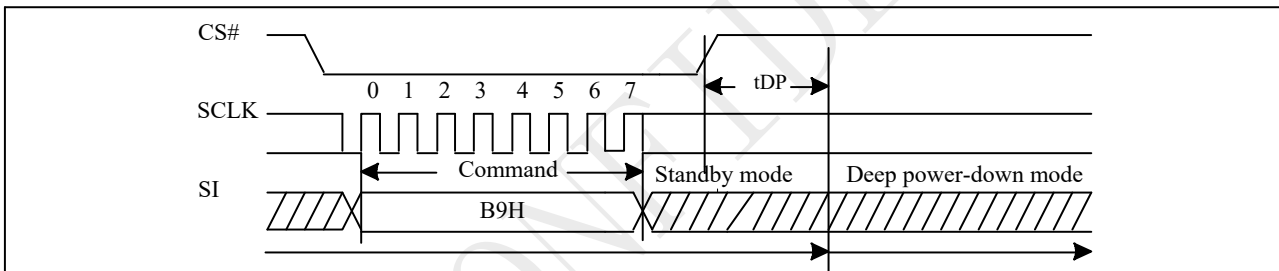 CS#
tDP
0 1 2 3 4 5 6 7
SCLK
Command Standby mode Deep power-down mode
SI
B9H